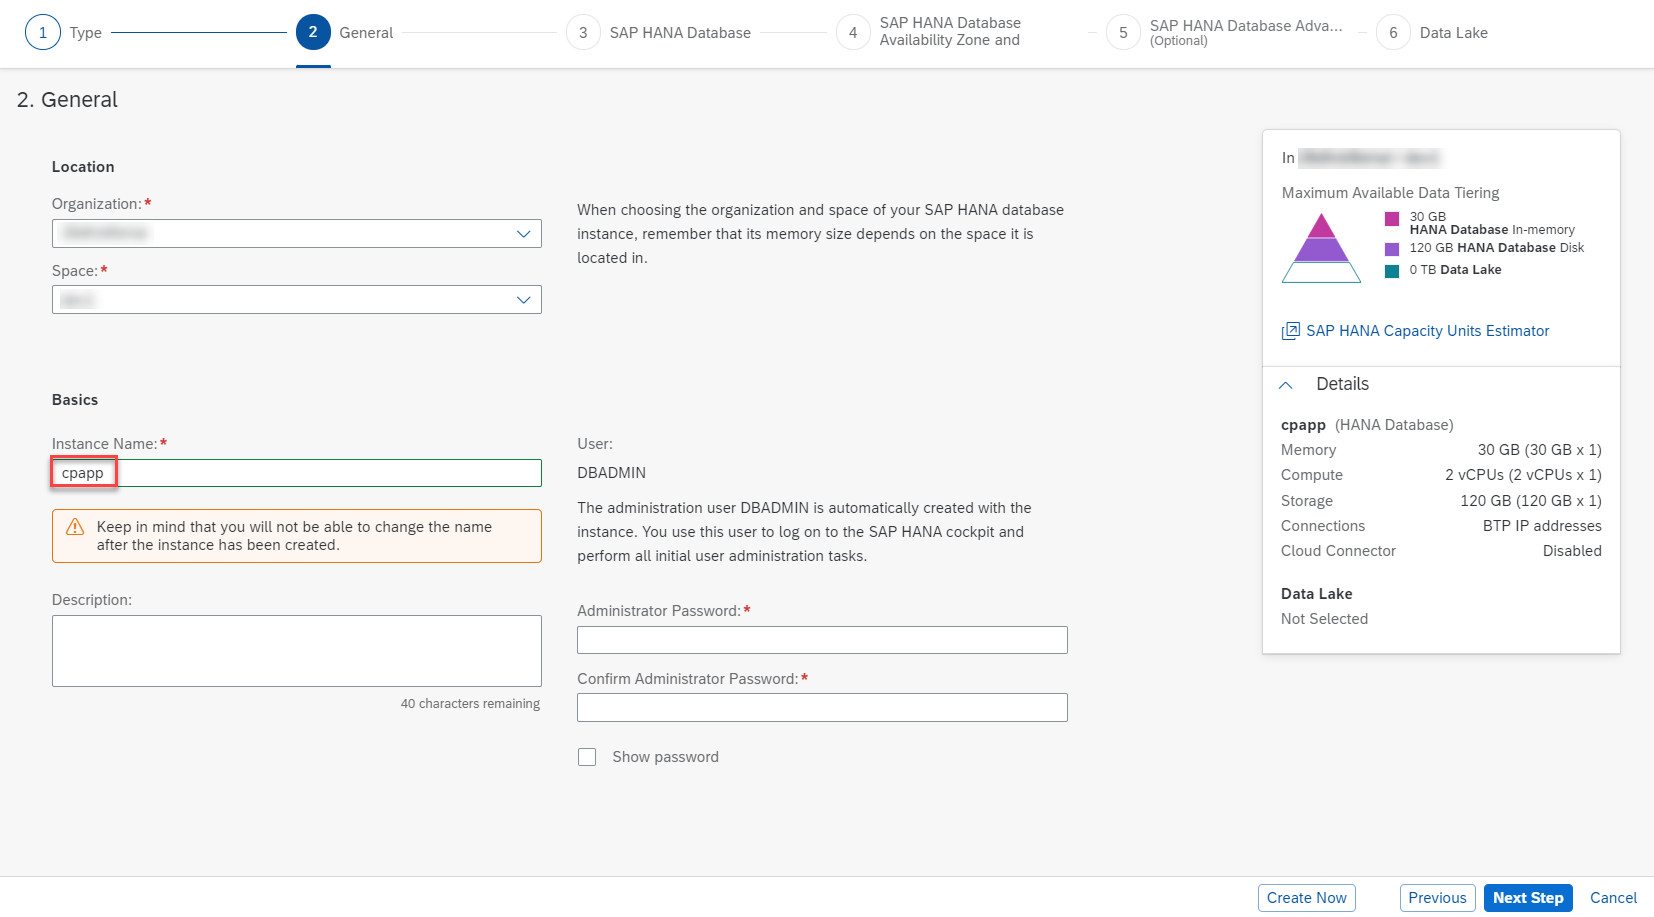 1 Type
2 General
3 SAP HANA Database
4 SAP HANA Database
Availability Zone and
5 SAP HANA Database Adva...
(Optional)
6 Data Lake
2. General
Location
Organization:*
Space:*
When choosing the organization and space of your SAP HANA database
instance, remember that its memory size depends on the space it is
located in.
Basics
Instance Name:*
cpapp
Keep in mind that you will not be able to change the name
after the instance has been created.
Description:
40 characters remaining
User:
DBADMIN
The administration user DBADMIN is automatically created with the
instance. You use this user to log on to the SAP HANA cockpit and
perform all initial user administration tasks.
Administrator Password:*
Confirm Administrator Password:*
Show password
In
Maximum Available Data Tiering
30 GB
HANA Database In-memory
120 GB HANA Database Disk
0 TB Data Lake
SAP HANA Capacity Units Estimator
Details
cpapp (HANA Database)
Memory 30 GB (30 GB x 1)
Compute 2 vCPUs (2 vCPUs x 1)
Storage 120 GB (120 GB x 1)
Connections BTP IP addresses
Cloud Connector Disabled
Data Lake
Not Selected
Create Now Previous Next Step Cancel